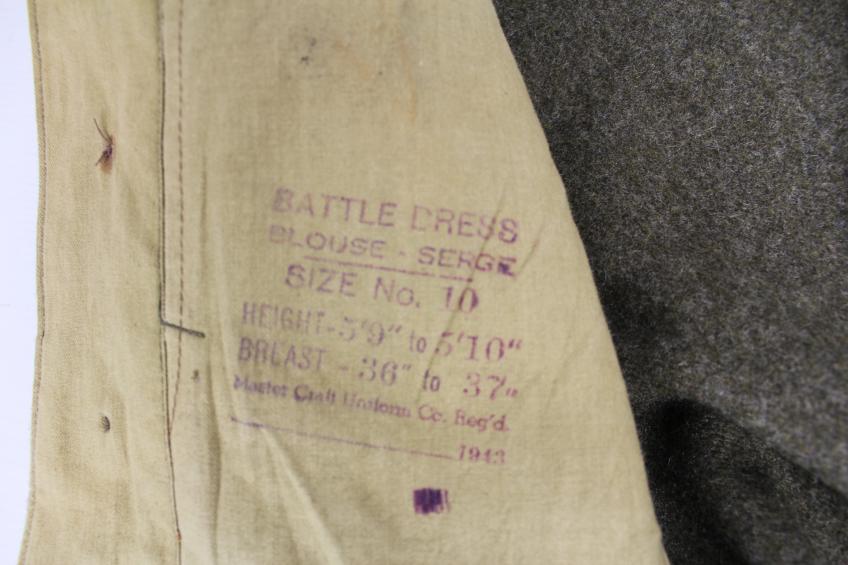 BATTLE DRESS
BLOUSE - SERGE
SIZE No. 10
HEIGHT-5'9" to 5'10"
BREAST - 36" to 37"
Master Craft Uniform Co. Reg'd.
1943